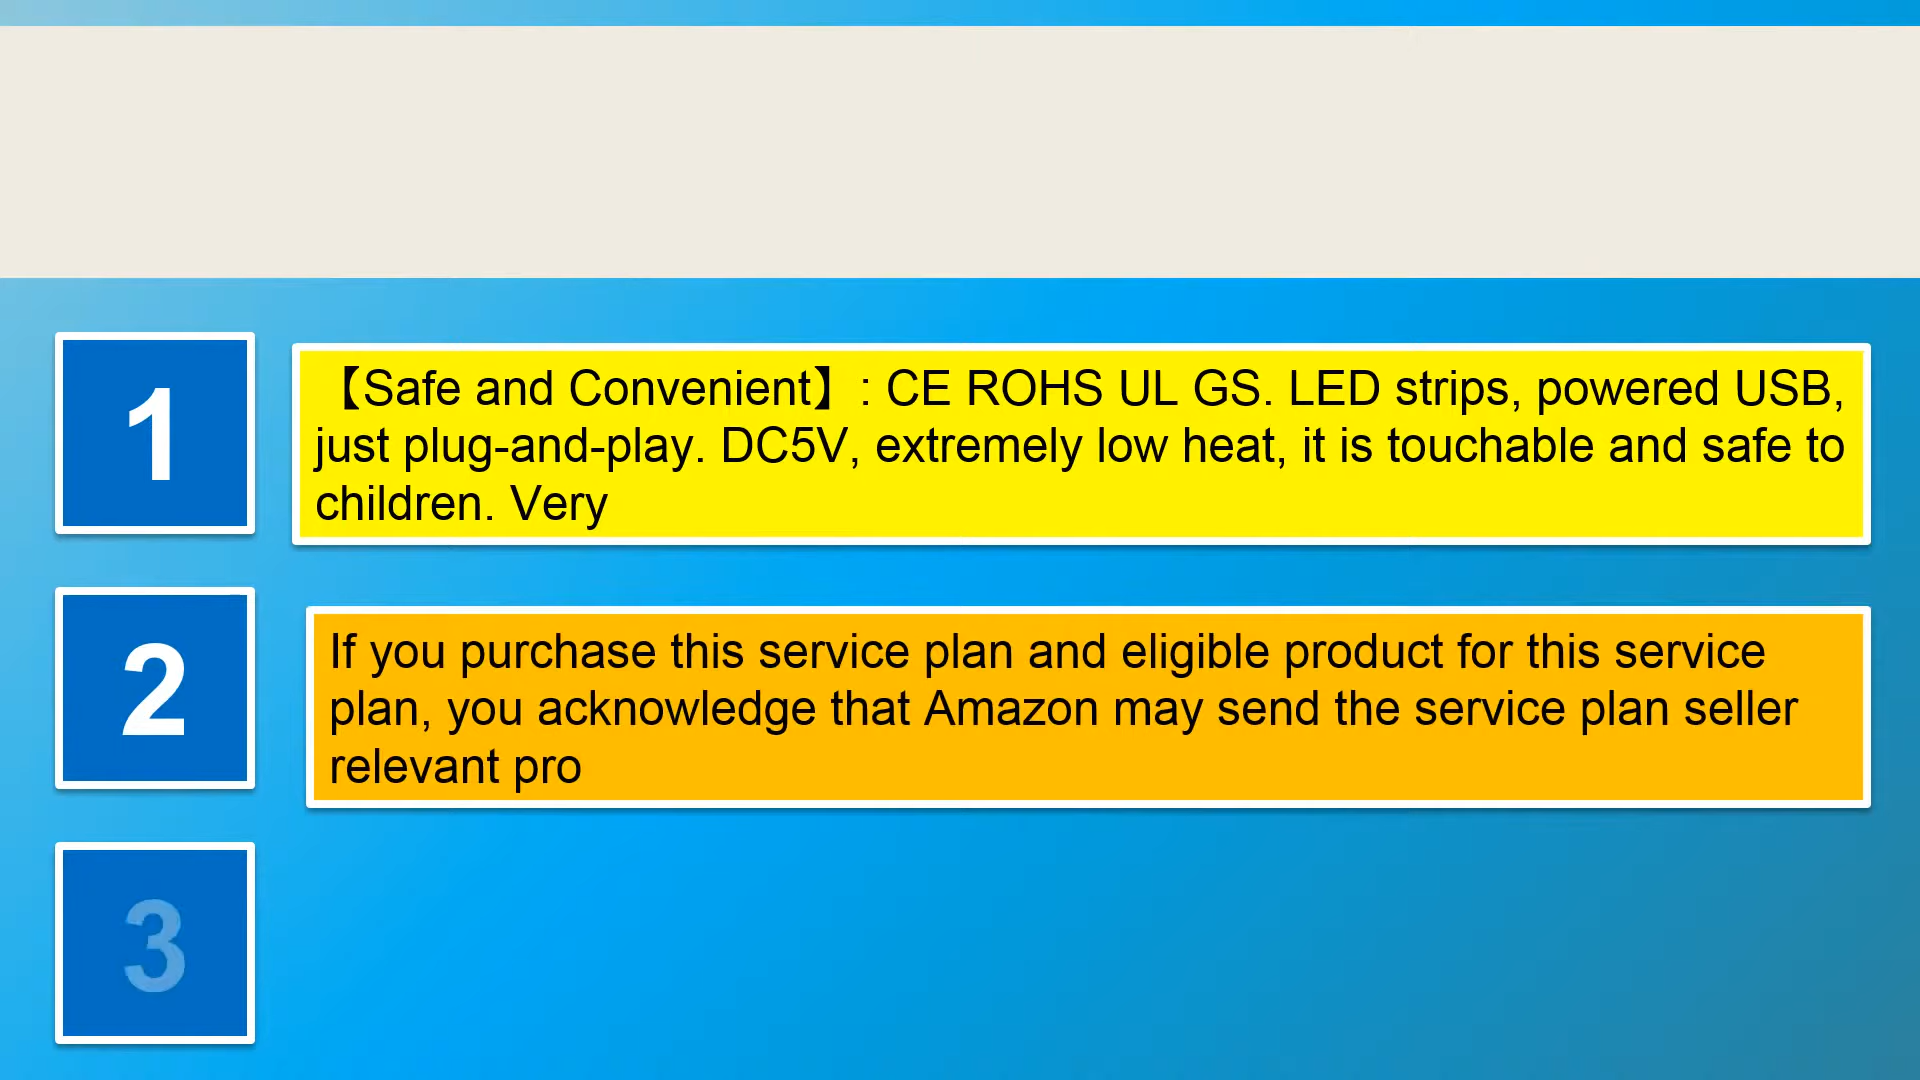 1
【Safe and Convenient】 : CE ROHS UL GS. LED strips, powered USB,
just plug-and-play. DC5V, extremely low heat, it is touchable and safe to
children. Very
2
If you purchase this service plan and eligible product for this service
plan, you acknowledge that Amazon may send the service plan seller
relevant pro
3